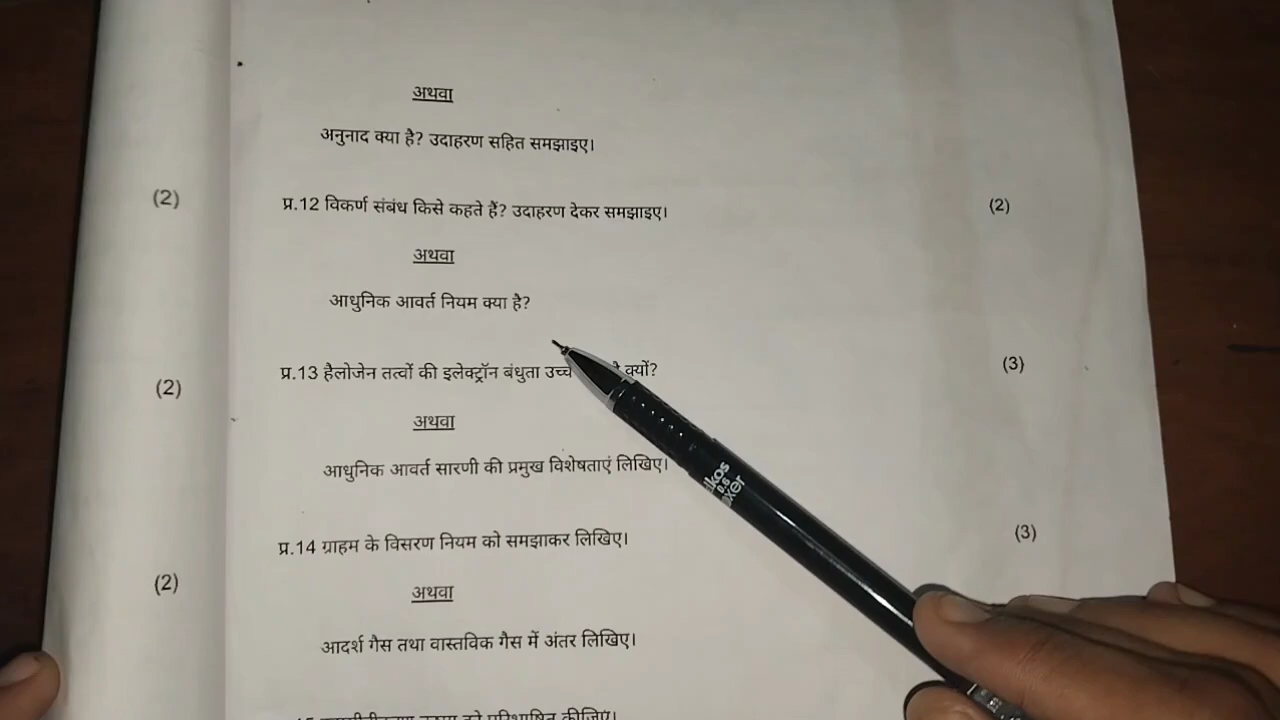 अथवा
अनुनाद क्या है? उदाहरण सहित समझाइए।
(2)
प्र.12 विकर्ण संबंध किसे कहते हैं? उदाहरण देकर समझाइए। (2)
अथवा
आधुनिक आवर्त नियम क्या है?
(2)
प्र.13 हैलोजेन तत्वों की इलेक्ट्रॉन बंधुता उच्च क्यों? (3)
अथवा
आधुनिक आवर्त सारणी की प्रमुख विशेषताएं लिखिए।
प्र.14 ग्राहम के विसरण नियम को समझाकर लिखिए। (3)
(2)
अथवा
आदर्श गैस तथा वास्तविक गैस में अंतर लिखिए।
परिभाषित कीजिए।